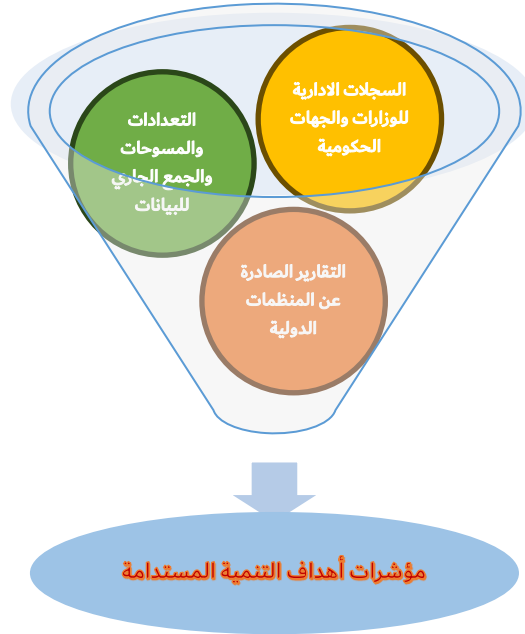 السجلات الادارية
للوزارات والجهات
الحكومية
التعدادات
والمسوحات
والجمع الجاري
للبيانات
التقارير الصادرة
عن المنظمات
الدولية
مؤشرات أهداف التنمية المستدامة